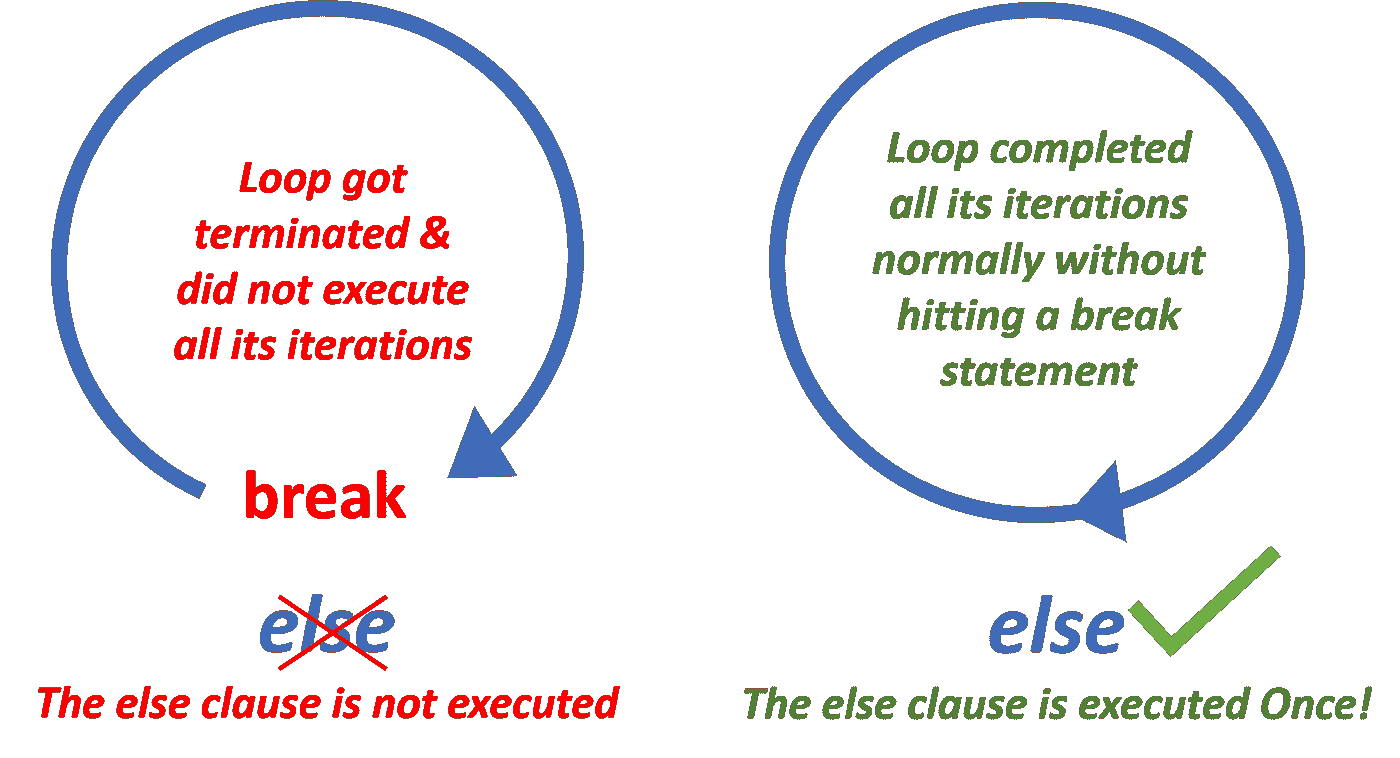 Loop got
terminated &
did not execute
all its iterations
break
else
The else clause is not executed
Loop completed
all its iterations
normally without
hitting a break
statement
else
The else clause is executed Once!